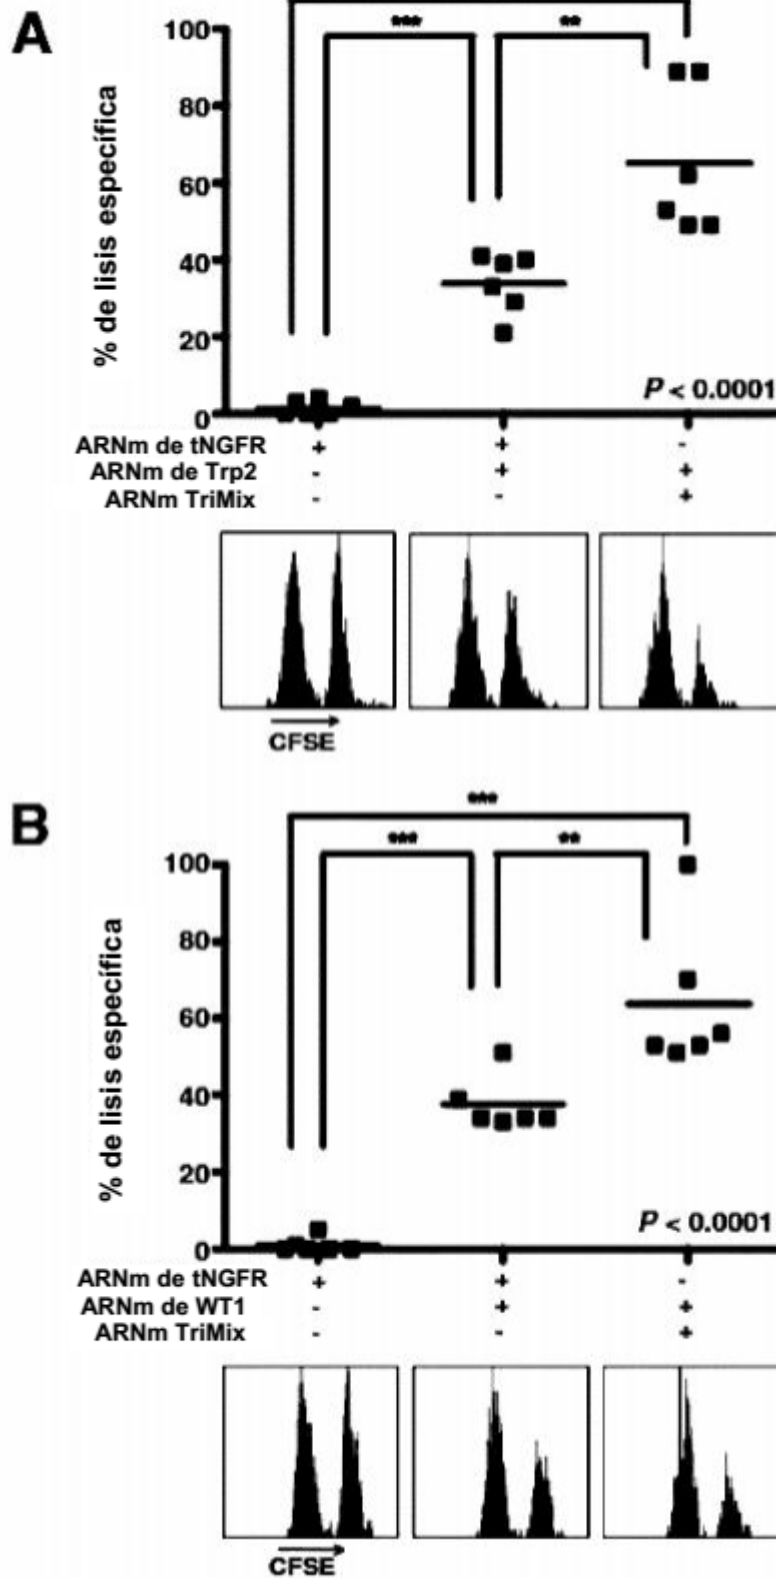 A
*** **
100
80
60
40
20
0
% de lisis específica
P < 0.0001
ARNm de tNGFR + + -
ARNm de Trp2 - + +
ARNm TriMix - - +
CFSE
B
***
*** **
100
80
60
40
20
0
% de lisis específica
P < 0.0001
ARNm de tNGFR + + -
ARNm de WT1 - + +
ARNm TriMix - - +
CFSE